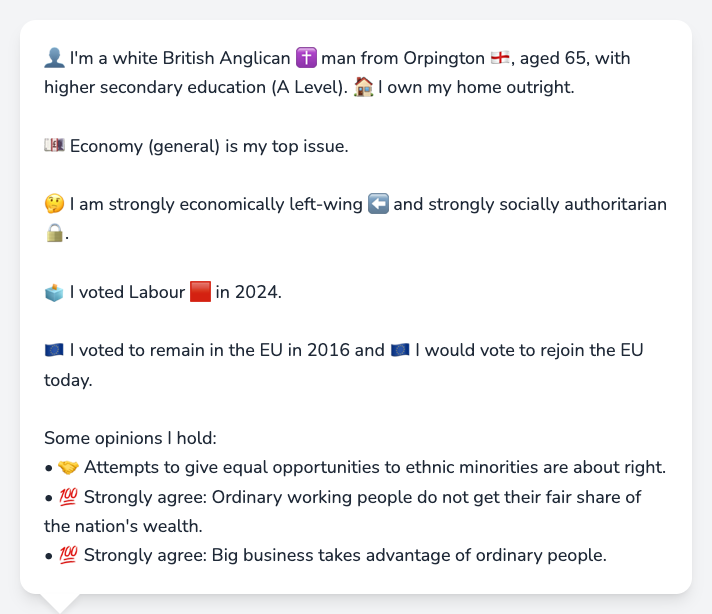 👤 I'm a white British Anglican ✝️ man from Orpington 🏴󠁧󠁢󠁥󠁮󠁧󠁿, aged 65, with
higher secondary education (A Level). 🏠 I own my home outright.
💷 Economy (general) is my top issue.
🤔 I am strongly economically left-wing ⬅️ and strongly socially authoritarian
🔒.
🗳️ I voted Labour 🟥 in 2024.
🇪🇺 I voted to remain in the EU in 2016 and 🇪🇺 I would vote to rejoin the EU
today.
Some opinions I hold:
• 🤝 Attempts to give equal opportunities to ethnic minorities are about right.
• 💯 Strongly agree: Ordinary working people do not get their fair share of
the nation's wealth.
• 💯 Strongly agree: Big business takes advantage of ordinary people.